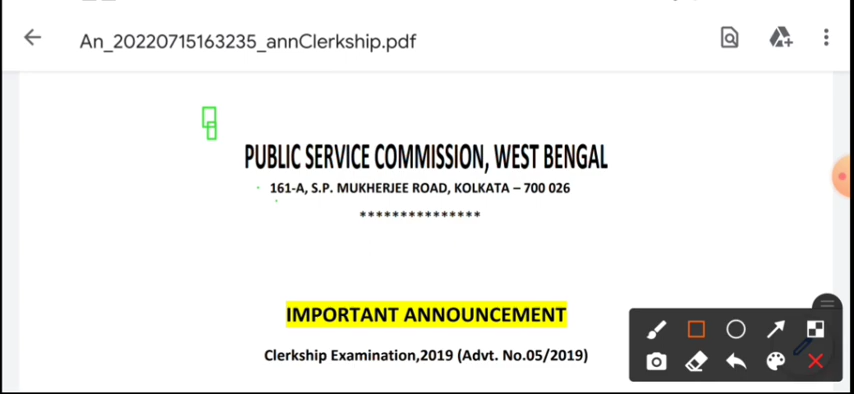 An_20220715163235_annClerkship.pdf
PUBLIC SERVICE COMMISSION, WEST BENGAL
161-A, S.P. MUKHERJEE ROAD, KOLKATA – 700 026
***************
IMPORTANT ANNOUNCEMENT
Clerkship Examination,2019 (Advt. No.05/2019)